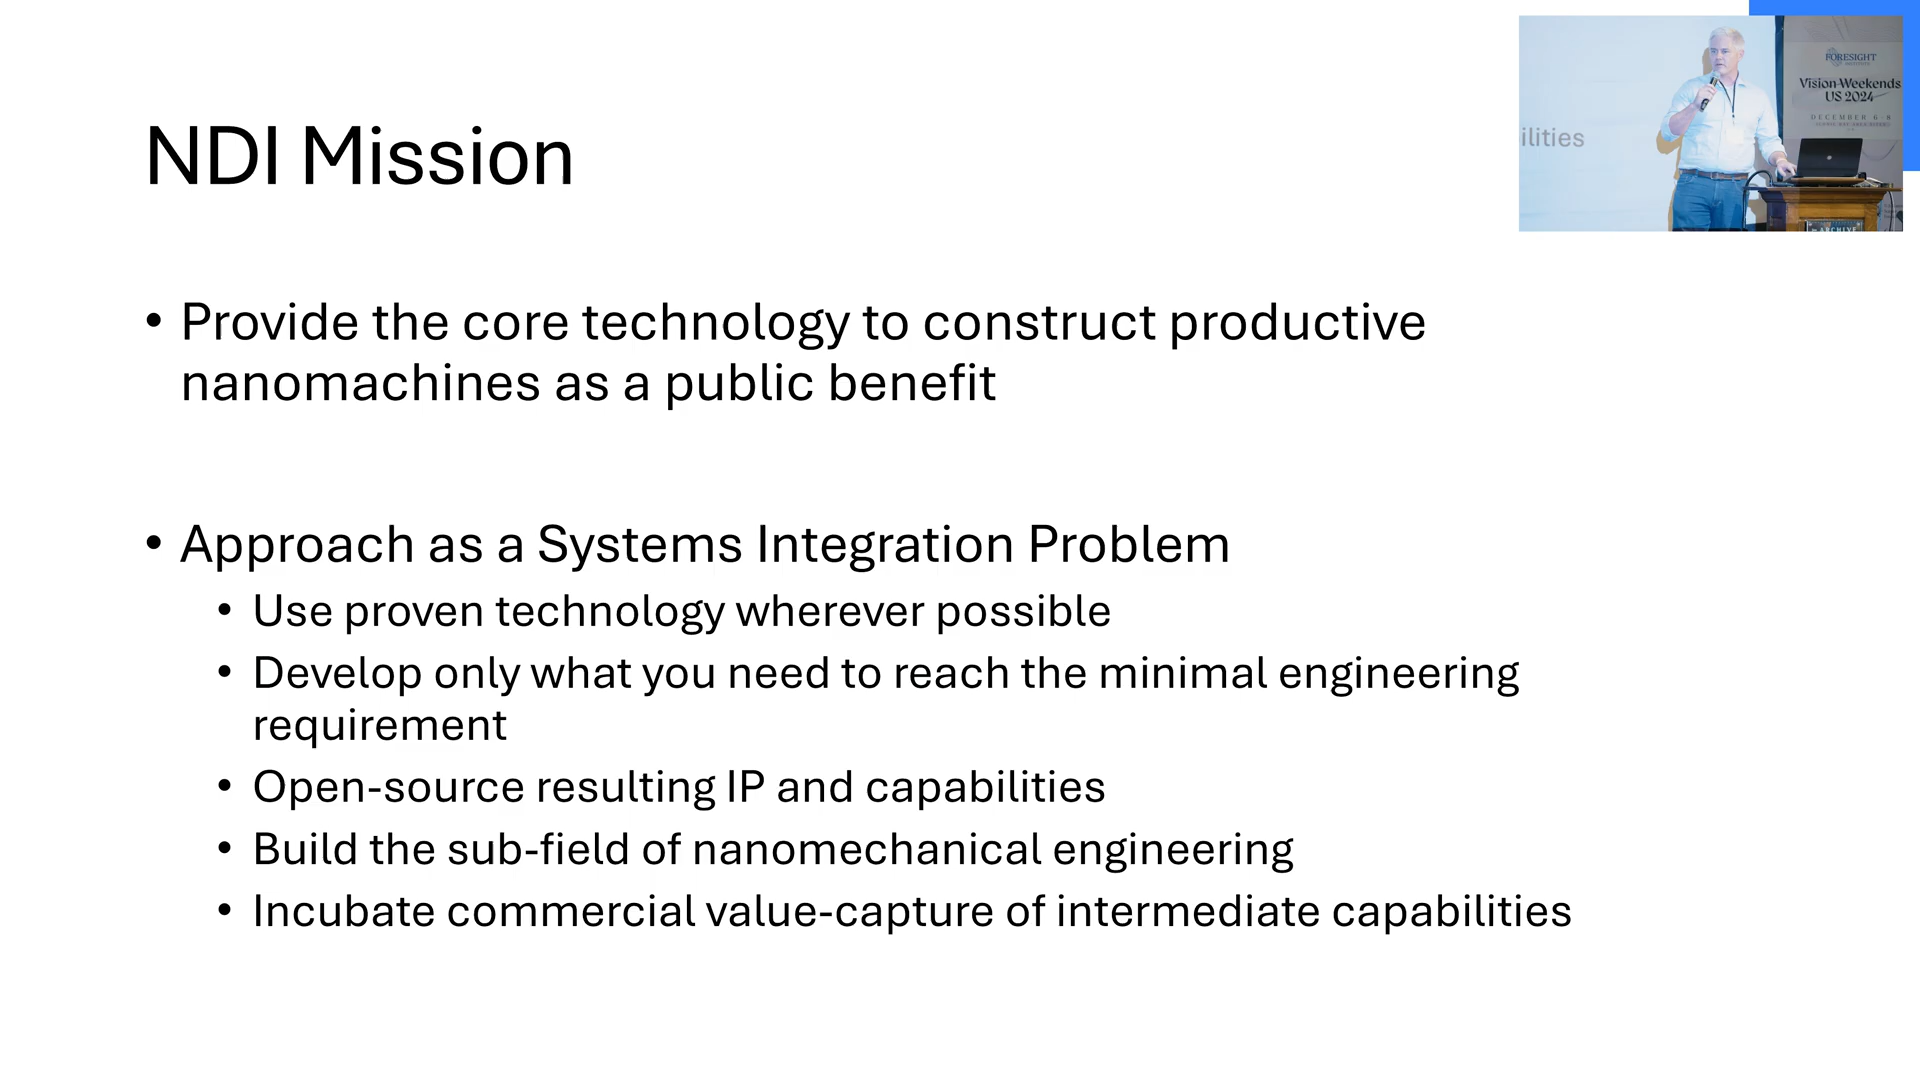 NDI Mission
• Provide the core technology to construct productive
nanomachines as a public benefit
• Approach as a Systems Integration Problem
• Use proven technology wherever possible
• Develop only what you need to reach the minimal engineering
requirement
• Open-source resulting IP and capabilities
• Build the sub-field of nanomechanical engineering
• Incubate commercial value-capture of intermediate capabilities
ilities
FORESIGHT
INSTITUTE
Vision Weekends
US 2024
DECEMBER 6-8
ARCHIVE